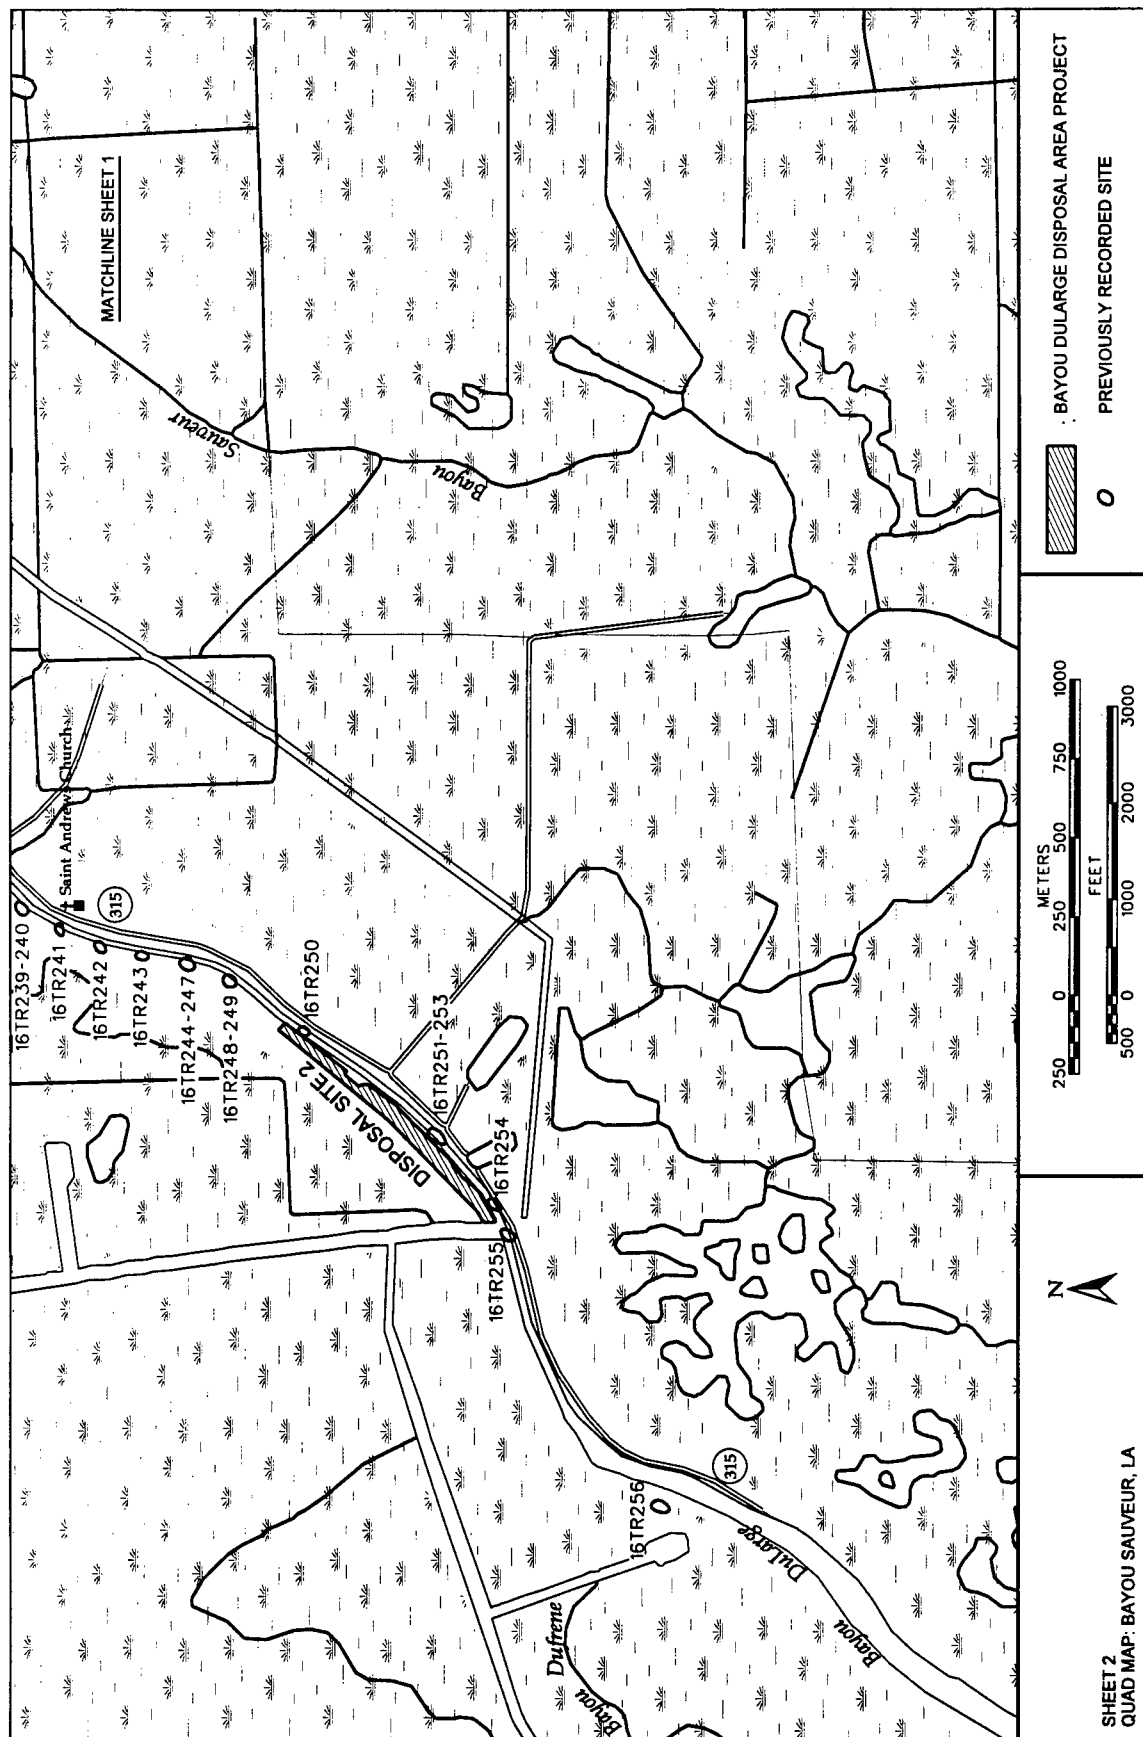 MATCHLINE SHEET 1
Saint Andrews Church
315
16TR239-240
16TR241
16TR242
16TR243
16TR244-247
16TR248-249
16TR250
DISPOSAL SITE 2
16TR251-253
16TR254
16TR255
16TR256
315
Bayou
Sauveur
Bayou
Dufrene
Bayou
DuLarge
SHEET 2
QUAD MAP: BAYOU SAUVEUR, LA
N
METERS
250 0 250 500 750 1000
FEET
500 0 1000 2000 3000
BAYOU DULARGE DISPOSAL AREA PROJECT
PREVIOUSLY RECORDED SITE